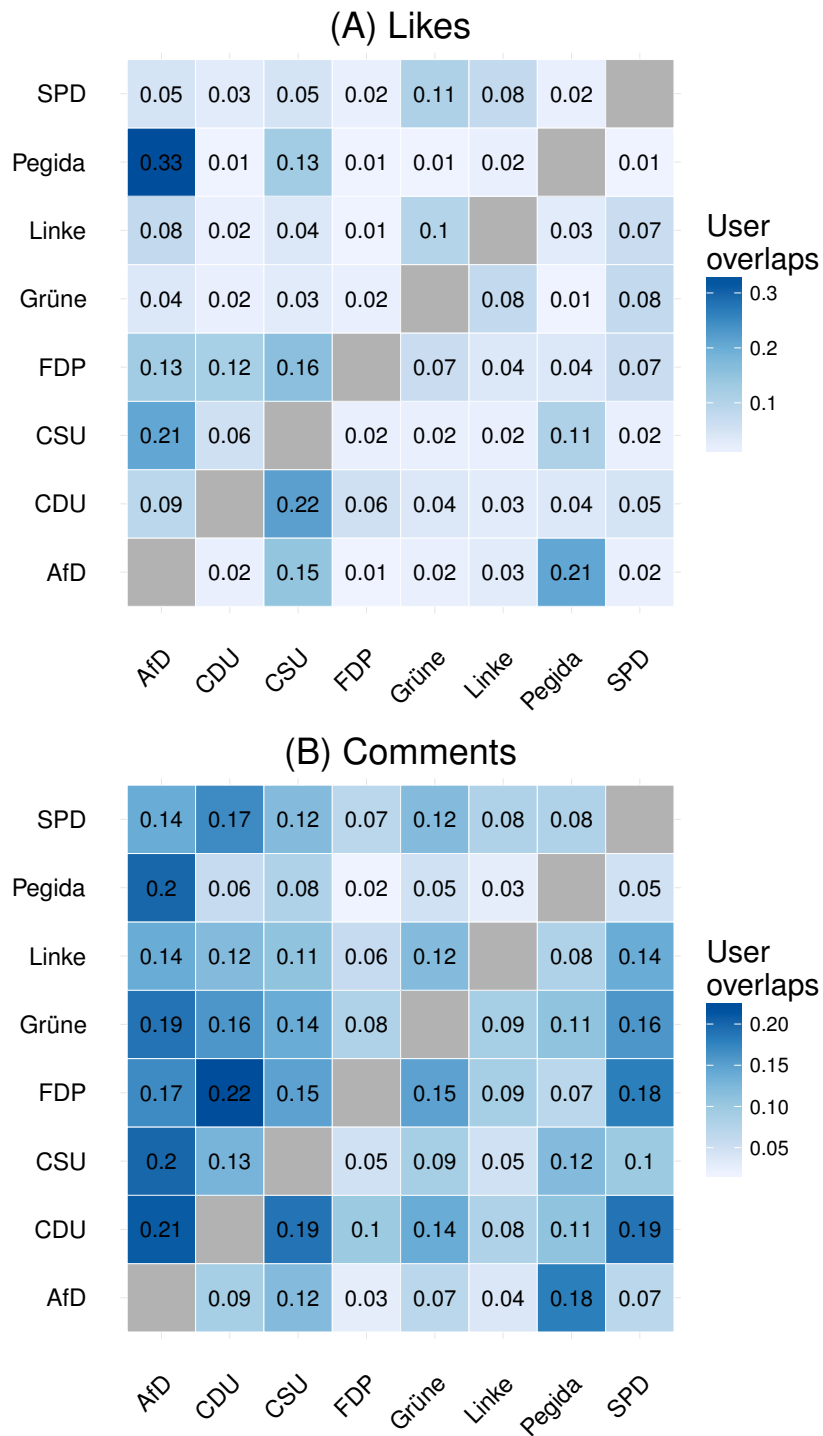 (A) Likes
SPD 0.05 0.03 0.05 0.02 0.11 0.08 0.02
Pegida 0.33 0.01 0.13 0.01 0.01 0.02 0.01
Linke 0.08 0.02 0.04 0.01 0.1 0.03 0.07
Grüne 0.04 0.02 0.03 0.02 0.08 0.01 0.08
FDP 0.13 0.12 0.16 0.07 0.04 0.04 0.07
CSU 0.21 0.06 0.02 0.02 0.02 0.11 0.02
CDU 0.09 0.22 0.06 0.04 0.03 0.04 0.05
AfD 0.02 0.15 0.01 0.02 0.03 0.21 0.02
AfD CDU CSU FDP Grüne Linke Pegida SPD
User
overlaps
0.3
0.2
0.1
(B) Comments
SPD 0.14 0.17 0.12 0.07 0.12 0.08 0.08
Pegida 0.2 0.06 0.08 0.02 0.05 0.03 0.05
Linke 0.14 0.12 0.11 0.06 0.12 0.08 0.14
Grüne 0.19 0.16 0.14 0.08 0.09 0.11 0.16
FDP 0.17 0.22 0.15 0.15 0.09 0.07 0.18
CSU 0.2 0.13 0.05 0.09 0.05 0.12 0.1
CDU 0.21 0.19 0.1 0.14 0.08 0.11 0.19
AfD 0.09 0.12 0.03 0.07 0.04 0.18 0.07
AfD CDU CSU FDP Grüne Linke Pegida SPD
User
overlaps
0.20
0.15
0.10
0.05